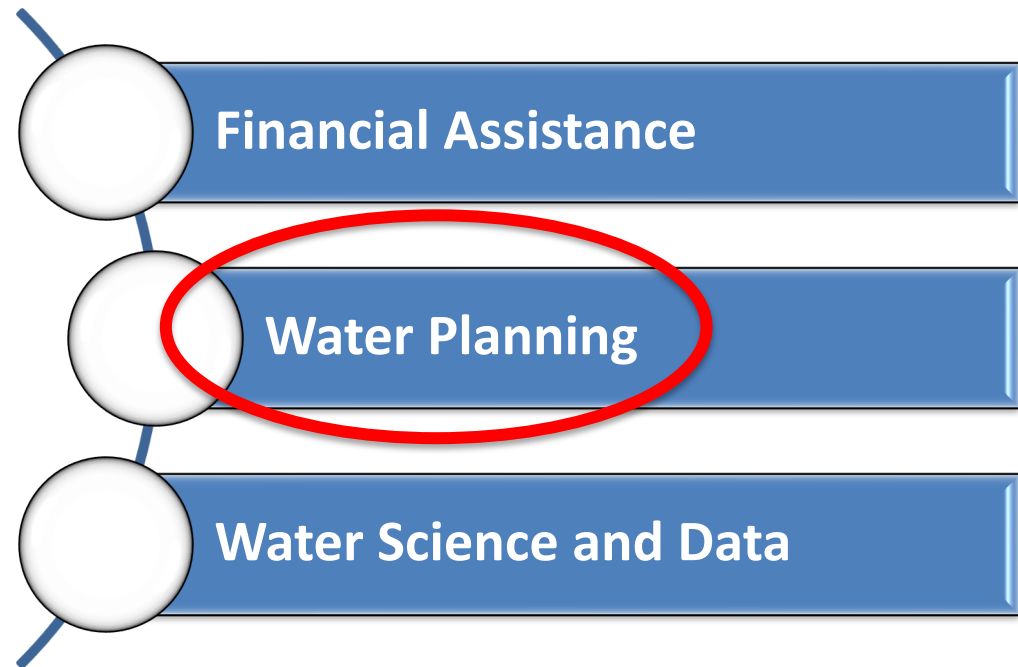 Financial Assistance
Water Planning
Water Science and Data